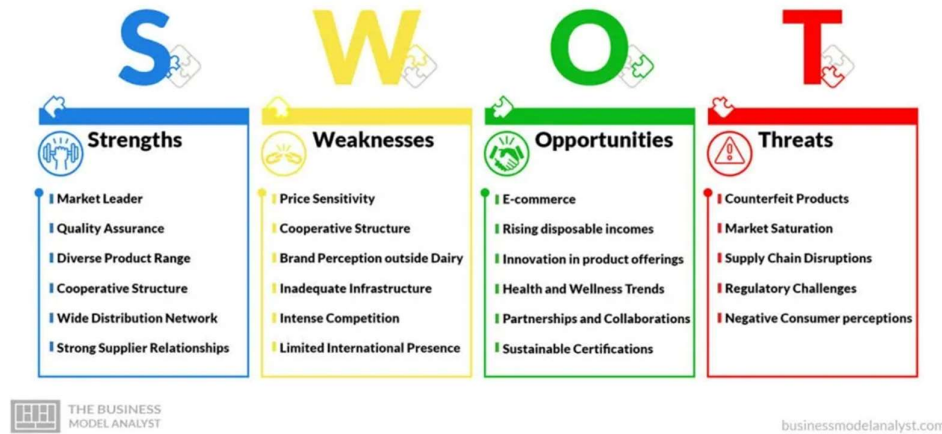 S W O T
Strengths
Market Leader
Quality Assurance
Diverse Product Range
Cooperative Structure
Wide Distribution Network
Strong Supplier Relationships
Weaknesses
Price Sensitivity
Cooperative Structure
Brand Perception outside Dairy
Inadequate Infrastructure
Intense Competition
Limited International Presence
Opportunities
E-commerce
Rising disposable incomes
Innovation in product offerings
Health and Wellness Trends
Partnerships and Collaborations
Sustainable Certifications
Threats
Counterfeit Products
Market Saturation
Supply Chain Disruptions
Regulatory Challenges
Negative Consumer perceptions
THE BUSINESS
MODEL ANALYST
businessmodelanalyst.com